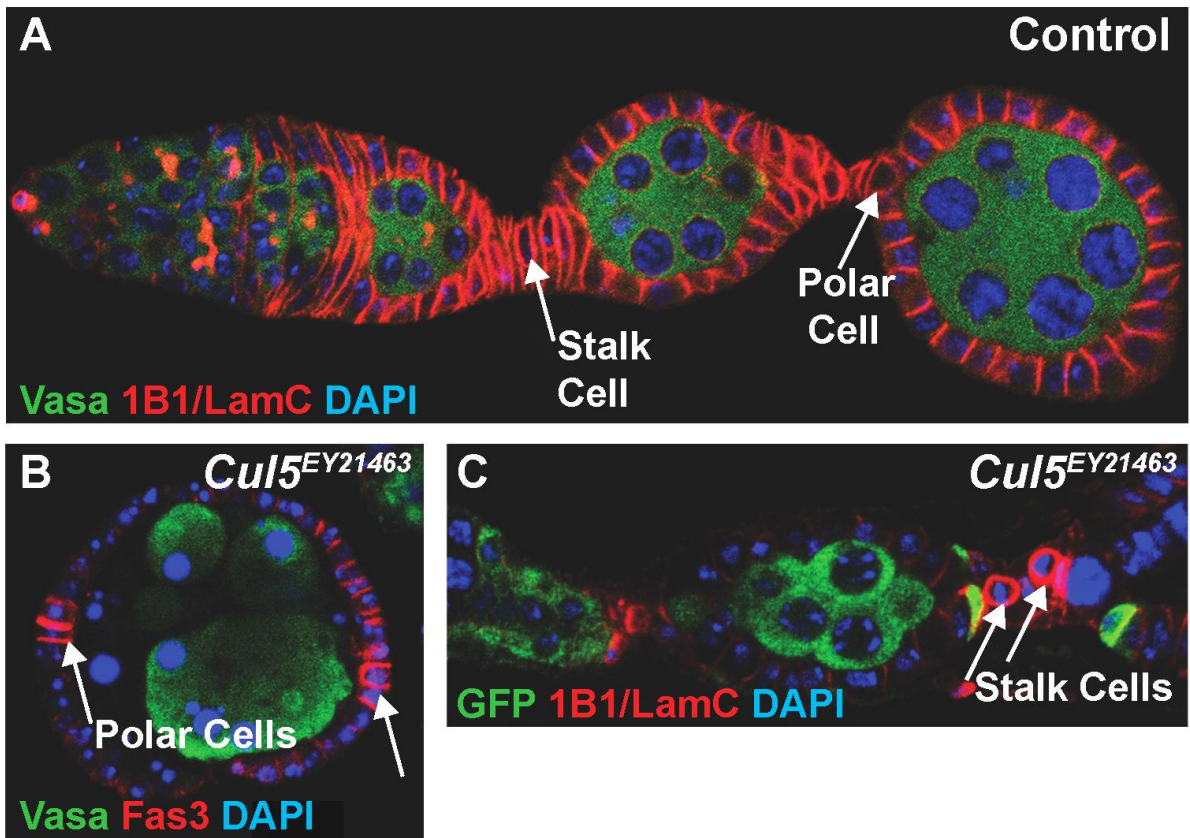 A
Control
Stalk
Cell
Polar
Cell
Vasa 1B1/LamC DAPI
B
Cul5EY21463
Polar Cells
Vasa Fas3 DAPI
C
Cul5EY21463
Stalk Cells
GFP 1B1/LamC DAPI